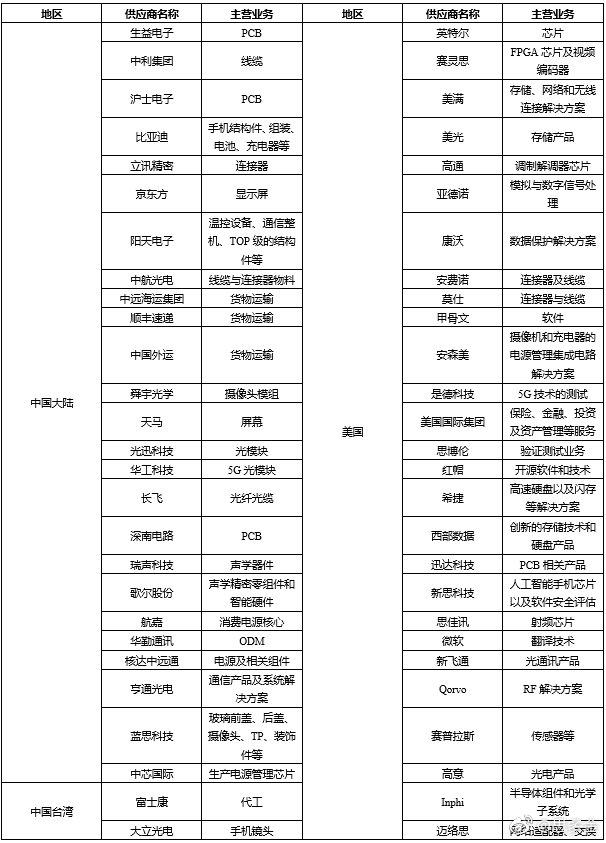 地区 供应商名称 主营业务
中国大陆
生益电子 PCB
中利集团 线缆
沪士电子 PCB
比亚迪 手机结构件、组装、
电池、充电器等
立讯精密 连接器
京东方 显示屏
阳天电子 温控设备、通信整
机、TOP 级的结构
件等
中航光电 线缆与连接器物料
中远海运集团 货物运输
顺丰速递 货物运输
中国外运 货物运输
舜宇光学 摄像头模组
天马 屏幕
光迅科技 光模块
华工科技 5G 光模块
长飞 光纤光缆
深南电路 PCB
瑞声科技 声学器件
歌尔股份 声学精密零组件和
智能硬件
航嘉 消费电源核心
华勤通讯 ODM
核达中远通 电源及相关组件
亨通光电 通信产品及系统解
决方案
蓝思科技 玻璃前盖、后盖、
摄像头、TP、装饰
件等
中芯国际 生产电源管理芯片
中国台湾
富士康 代工
大立光电 手机镜头
地区 供应商名称 主营业务
美国
英特尔 芯片
赛灵思 FPGA 芯片及视频
编码器
美满 存储、网络和无线
连接解决方案
美光 存储产品
高通 调制解调器芯片
亚德诺 模拟与数字信号处
理
康沃 数据保护解决方案
安费诺 连接器及线缆
莫仕 连接器与线缆
甲骨文 软件
安森美 摄像机和充电器的
电源管理集成电路
解决方案
是德科技 5G 技术的测试
美国国际集团 保险、金融、投资
及资产管理等服务
思博伦 验证测试业务
红帽 开源软件和技术
希捷 高速硬盘以及闪存
等解决方案
西部数据 创新的存储技术和
硬盘产品
迅达科技 PCB 相关产品
新思科技 人工智能手机芯片
以及软件安全评估
思佳讯 射频芯片
微软 翻译技术
新飞通 光通讯产品
Qorvo RF 解决方案
赛普拉斯 传感器等
高意 光电产品
Inphi 半导体组件和光学
子系统
迈络思 网络适配器、交换